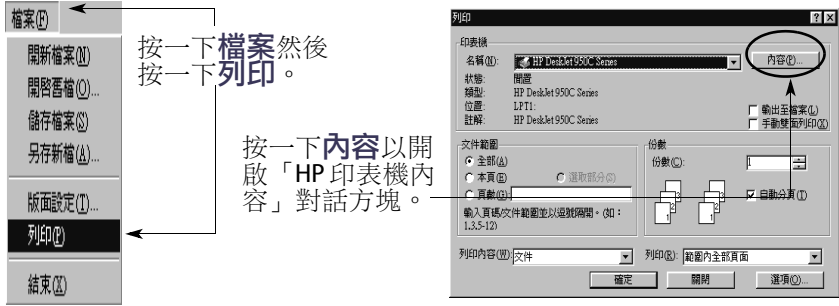 檔案(F)
開新檔案(N)
開啓舊檔(O)...
儲存檔案(S)
另存新檔(A)...
版面設定(T)...
列印(P)
結束(X)
按一下檔案然後
按一下列印。
按一下內容以開
啟「HP 印表機內
容」對話方塊。
列印
印表機
名稱(N): HP DeskJet 950C Series 內容(P)...
狀態: 閒置
類型: HP DeskJet 950C Series
位置: LPT1:
註解: HP DeskJet 950C Series
輸出至檔案(L)
手動雙面列印(X)
文件範圍
全部(A)
本頁(E) 選取部分(S)
頁數(G)
輸入頁碼/文件範圍並以逗號隔開。(如：
1,3,5-12)
份數
份數(C): 1
自動分頁(T)
列印內容(W): 文件
列印(R): 範圍內全部頁面
確定 關閉 選項(O)...